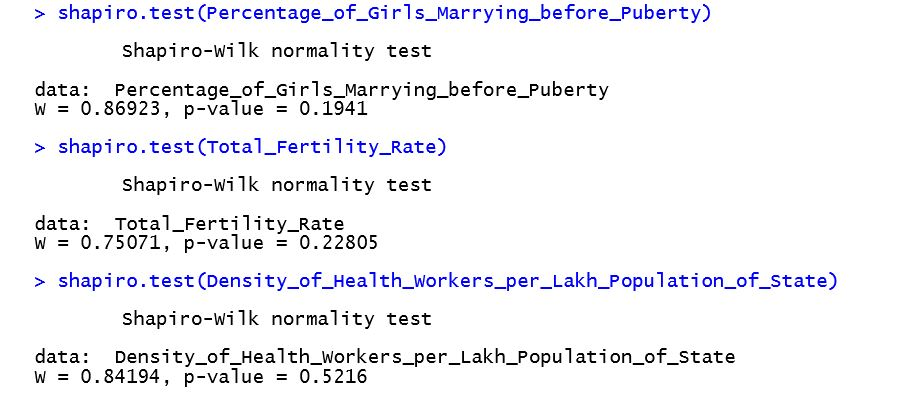 > shapiro.test(Percentage_of_Girls_Marrying_before_Puberty)
Shapiro-Wilk normality test
data:  Percentage_of_Girls_Marrying_before_Puberty
W = 0.86923, p-value = 0.1941
> shapiro.test(Total_Fertility_Rate)
Shapiro-Wilk normality test
data:  Total_Fertility_Rate
W = 0.75071, p-value = 0.22805
> shapiro.test(Density_of_Health_Workers_per_Lakh_Population_of_State)
Shapiro-Wilk normality test
data:  Density_of_Health_Workers_per_Lakh_Population_of_State
W = 0.84194, p-value = 0.5216